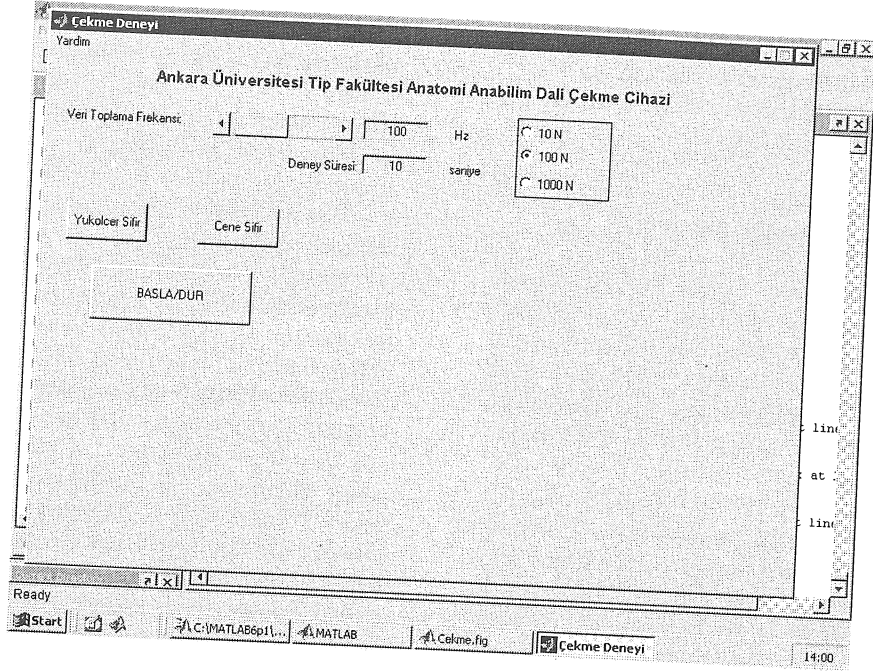 Çekme Deneyi
Yardim
Ankara Üniversitesi Tip Fakültesi Anatomi Anabilim Dali Çekme Cihazi
Veri Toplama Frekansı: 100 Hz
10 N
100 N
1000 N
Deney Süresi: 10 saniye
Yukolcer Sifir
Cene Sifir
BASLA/DUR
line
at
line
Ready
Start
C:\MATLAB6p1\...
MATLAB
Cekme.fig
Çekme Deneyi
14:00